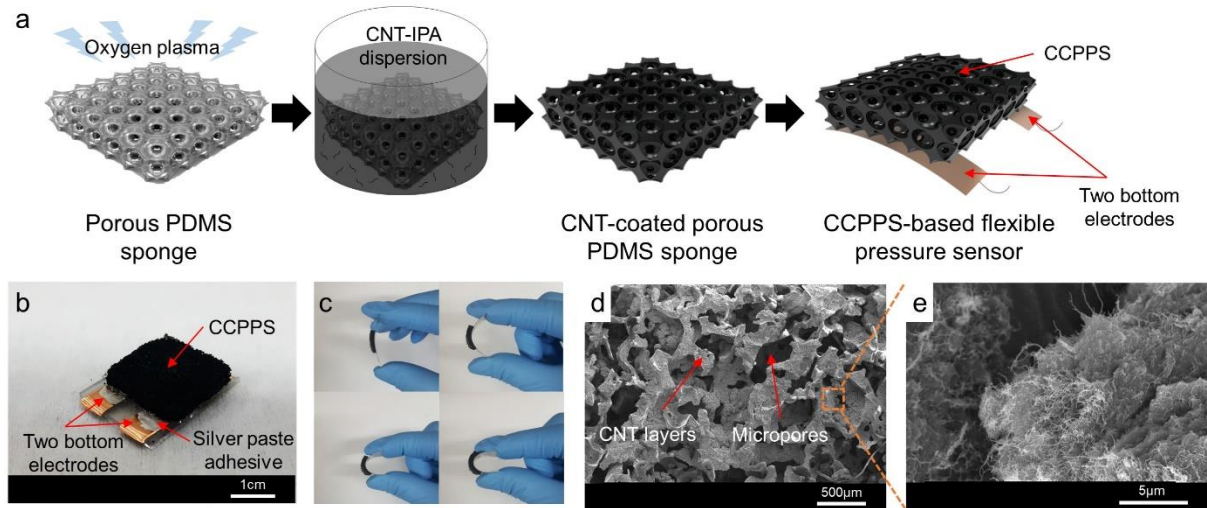 a
Oxygen plasma
CNT-IPA
dispersion
CCPPS
Two bottom
electrodes
Porous PDMS
sponge
CNT-coated porous
PDMS sponge
CCPPS-based flexible
pressure sensor
b
CCPPS
Two bottom
electrodes
Silver paste
adhesive
1cm
c
d
CNT layers
Micropores
500μm
e
5μm